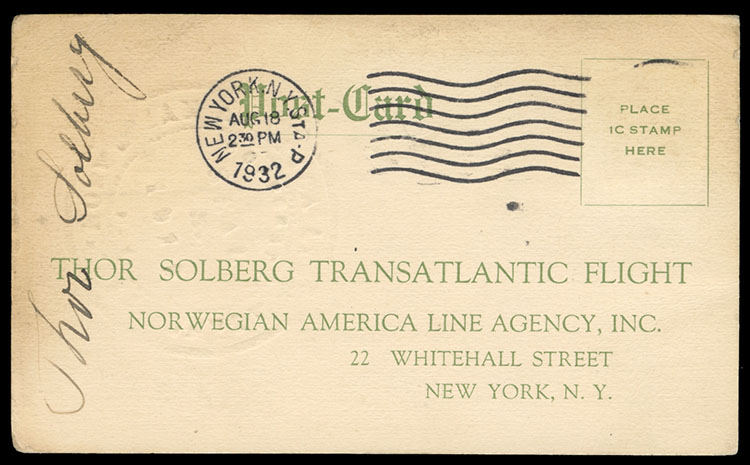 Post-Card
NEW YORK, N.Y. STA. P
AUG 18
2 30 PM
1932
PLACE
1C STAMP
HERE
THOR SOLBERG TRANSATLANTIC FLIGHT
NORWEGIAN AMERICA LINE AGENCY, INC.
22 WHITEHALL STREET
NEW YORK, N. Y.
Thor Solberg